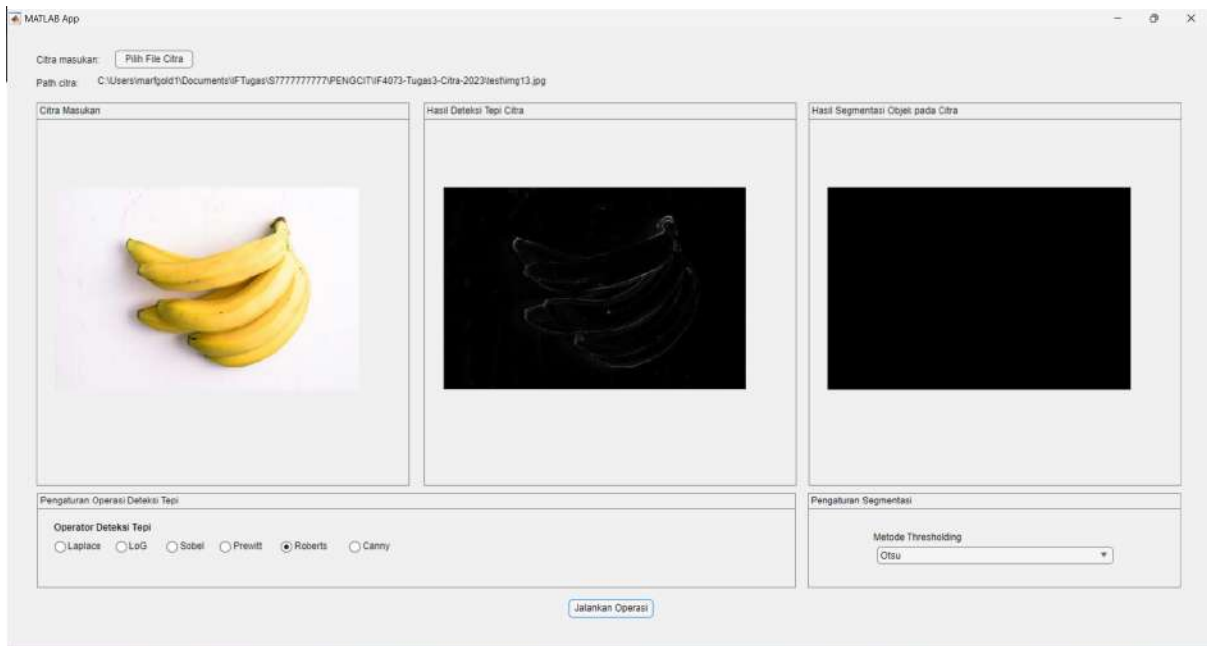 MATLAB App
Citra masukan: Pilih File Citra
Path citra: C:\Users\marfgold1\Documents\IFTugas\S7777777777\PENGCIT\IF4073-Tugas3-Citra-2023\test\img13.jpg
Citra Masukan
Hasil Deteksi Tepi Citra
Hasil Segmentasi Objek pada Citra
Pengaturan Operasi Deteksi Tepi
Pengaturan Segmentasi
Operator Deteksi Tepi
Laplace LoG Sobel Prewitt Roberts Canny
Metode Thresholding
Otsu
Jalankan Operasi